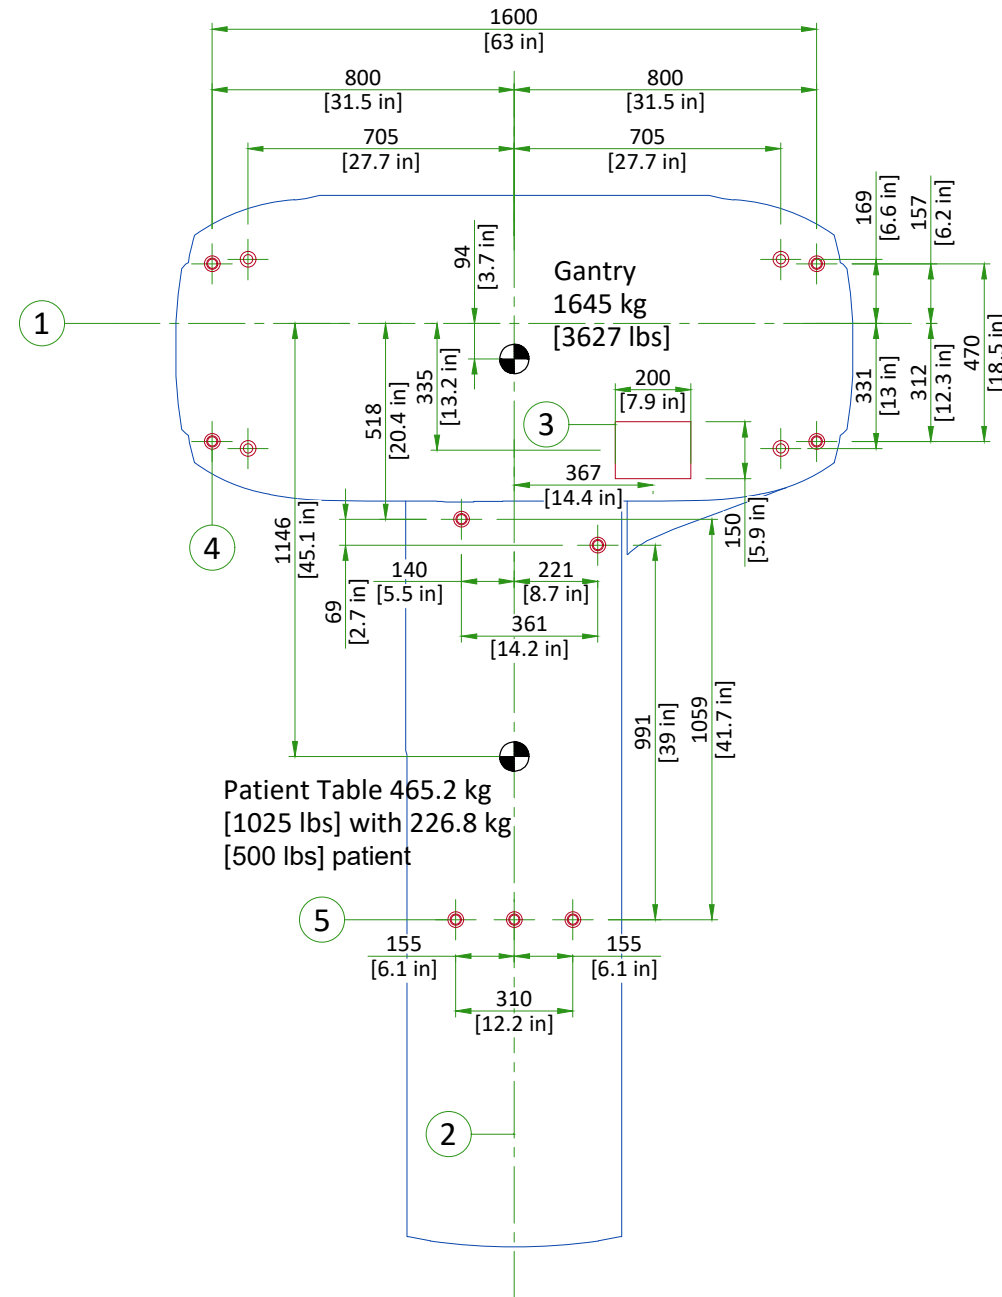 1600
[63 in]
800
[31.5 in]
800
[31.5 in]
705
[27.7 in]
705
[27.7 in]
169
[6.6 in]
157
[6.2 in]
94
[3.7 in]
Gantry
1645 kg
[3627 lbs]
1
470
[18.5 in]
312
[12.3 in]
331
[13 in]
335
[13.2 in]
518
[20.4 in]
200
[7.9 in]
3
367
[14.4 in]
150
[5.9 in]
4
1146
[45.1 in]
140
[5.5 in]
221
[8.7 in]
69
[2.7 in]
361
[14.2 in]
991
[39 in]
1059
[41.7 in]
Patient Table 465.2 kg
[1025 lbs] with 226.8 kg
[500 lbs] patient
5
155
[6.1 in]
155
[6.1 in]
310
[12.2 in]
2